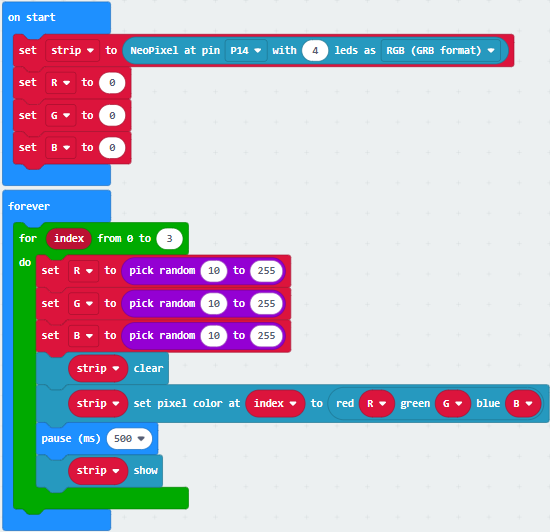 on start
set strip to NeoPixel at pin P14 with 4 leds as RGB (GRB format)
set R to 0
set G to 0
set B to 0
forever
for index from 0 to 3
do
set R to pick random 10 to 255
set G to pick random 10 to 255
set B to pick random 10 to 255
strip clear
strip set pixel color at index to red R green G blue B
pause (ms) 500
strip show